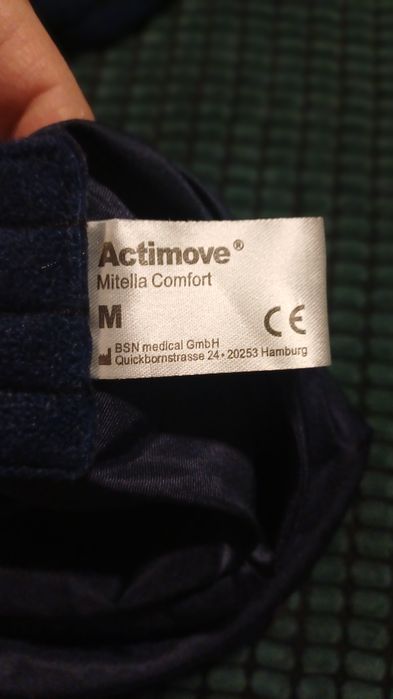 Actimove®
Mitella Comfort
M CE
BSN medical GmbH
Quickbornstrasse 24 • 20253 Hamburg